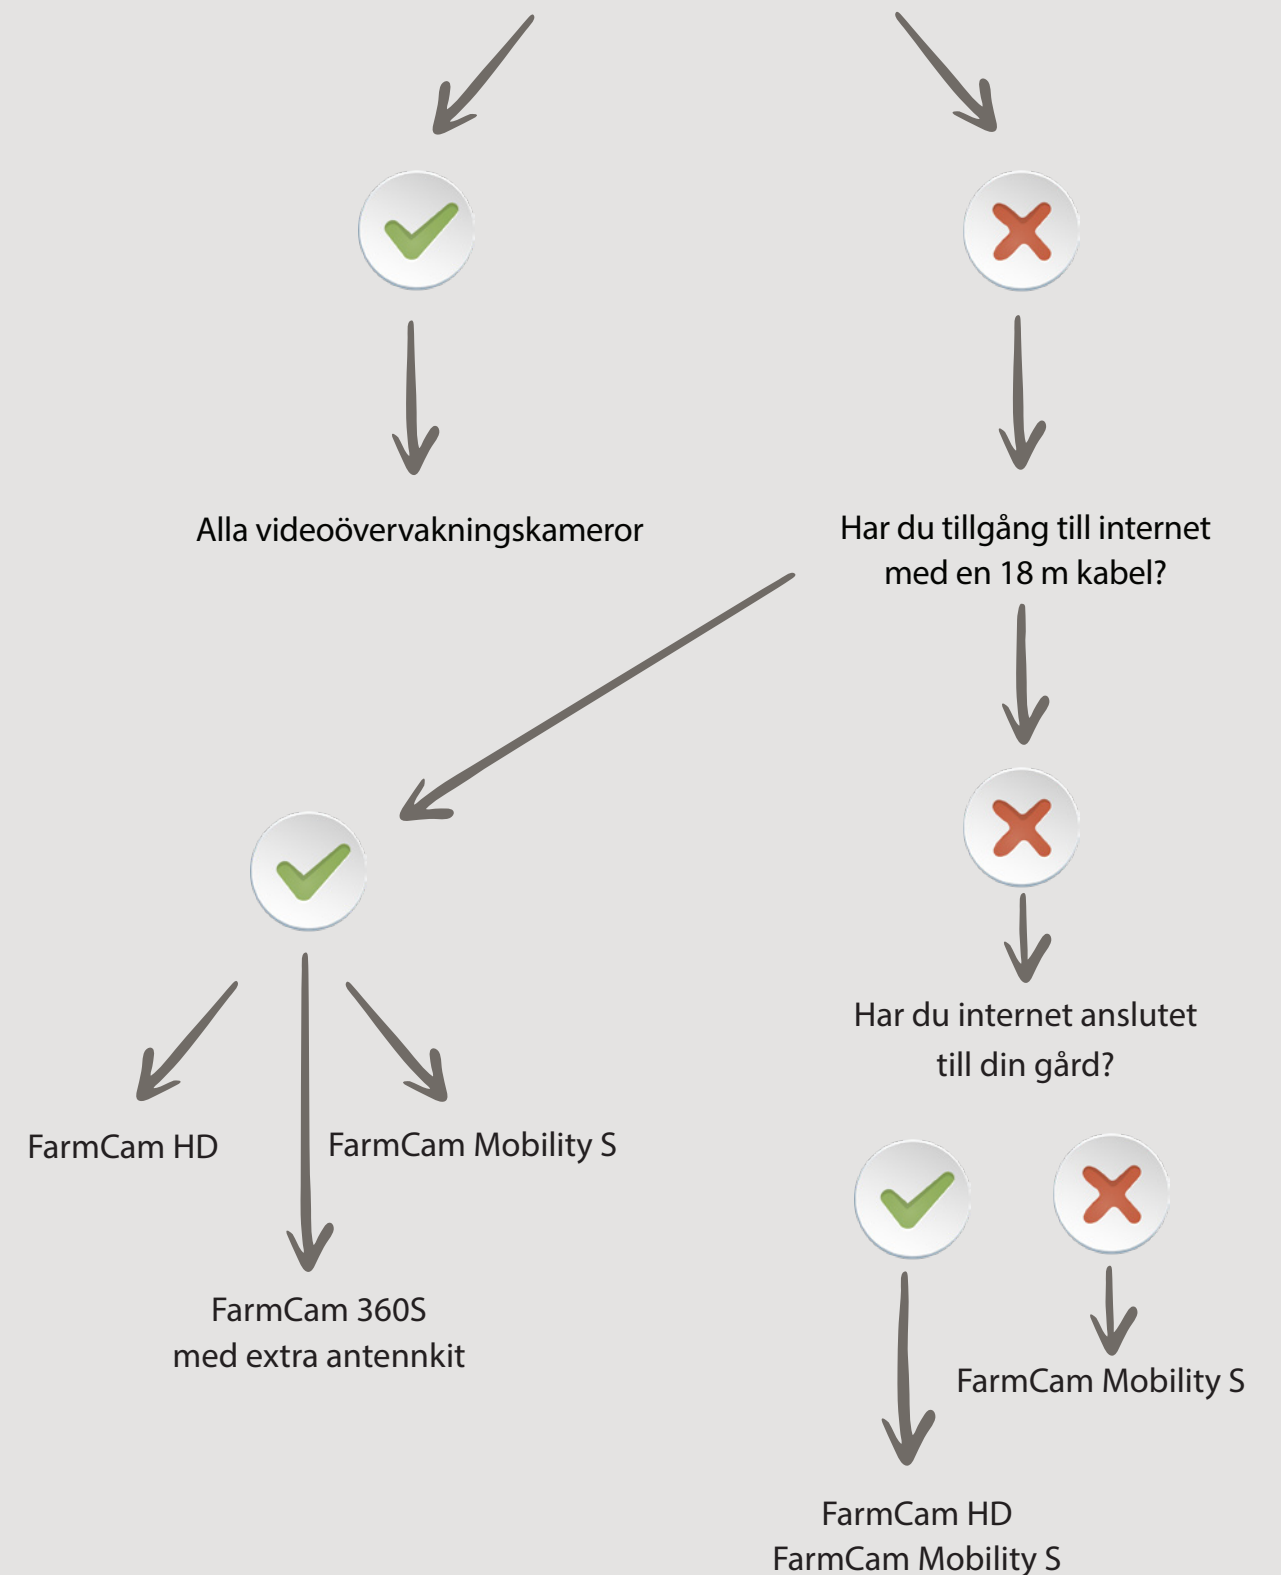 Alla videoövervakningskameror
Har du tillgång till internet
med en 18 m kabel?
Har du internet anslutet
till din gård?
FarmCam HD
FarmCam Mobility S
FarmCam 360S
med extra antennkit
FarmCam Mobility S
FarmCam HD
FarmCam Mobility S